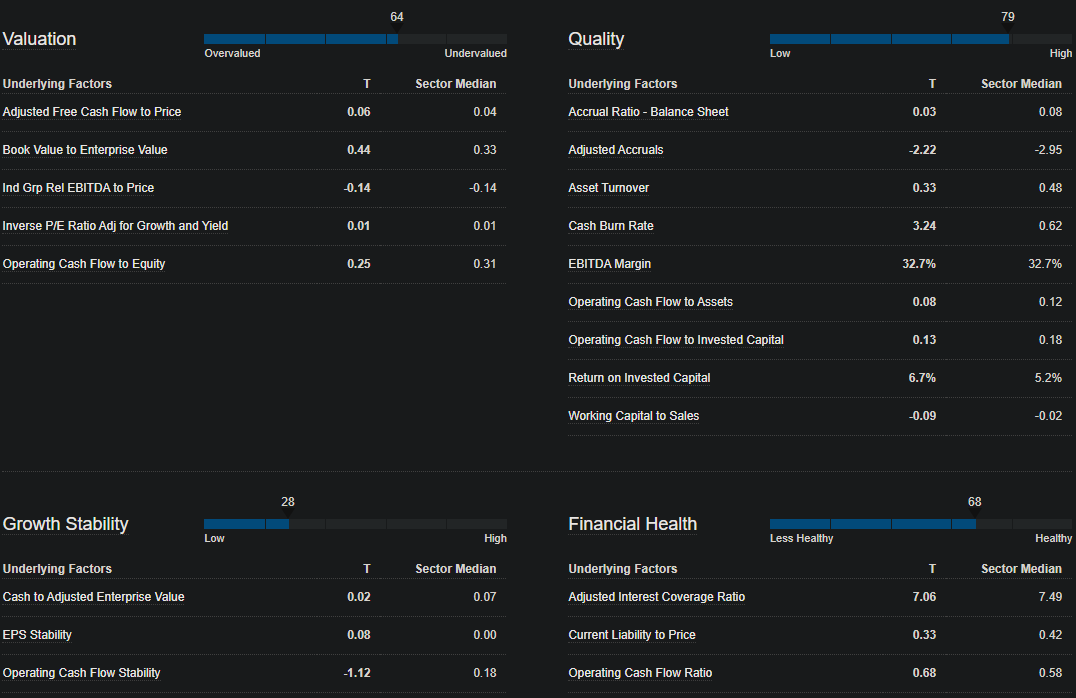 64
Valuation
Overvalued Undervalued
Underlying Factors T Sector Median
Adjusted Free Cash Flow to Price 0.06 0.04
Book Value to Enterprise Value 0.44 0.33
Ind Grp Rel EBITDA to Price -0.14 -0.14
Inverse P/E Ratio Adj for Growth and Yield 0.01 0.01
Operating Cash Flow to Equity 0.25 0.31
79
Quality
Low High
Underlying Factors T Sector Median
Accrual Ratio - Balance Sheet 0.03 0.08
Adjusted Accruals -2.22 -2.95
Asset Turnover 0.33 0.48
Cash Burn Rate 3.24 0.62
EBITDA Margin 32.7% 32.7%
Operating Cash Flow to Assets 0.08 0.12
Operating Cash Flow to Invested Capital 0.13 0.18
Return on Invested Capital 6.7% 5.2%
Working Capital to Sales -0.09 -0.02
28
Growth Stability
Low High
Underlying Factors T Sector Median
Cash to Adjusted Enterprise Value 0.02 0.07
EPS Stability 0.08 0.00
Operating Cash Flow Stability -1.12 0.18
68
Financial Health
Less Healthy Healthy
Underlying Factors T Sector Median
Adjusted Interest Coverage Ratio 7.06 7.49
Current Liability to Price 0.33 0.42
Operating Cash Flow Ratio 0.68 0.58